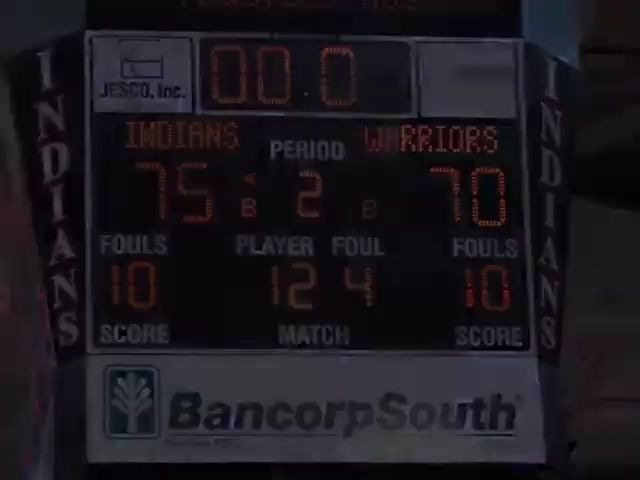 JESCO, Inc.
00.0
INDIANS
INDIANS PERIOD WARRIORS
75 A B 2 B 70
FOULS PLAYER FOUL FOULS
10 12 4 10
SCORE MATCH SCORE
INDIANS
BancorpSouth